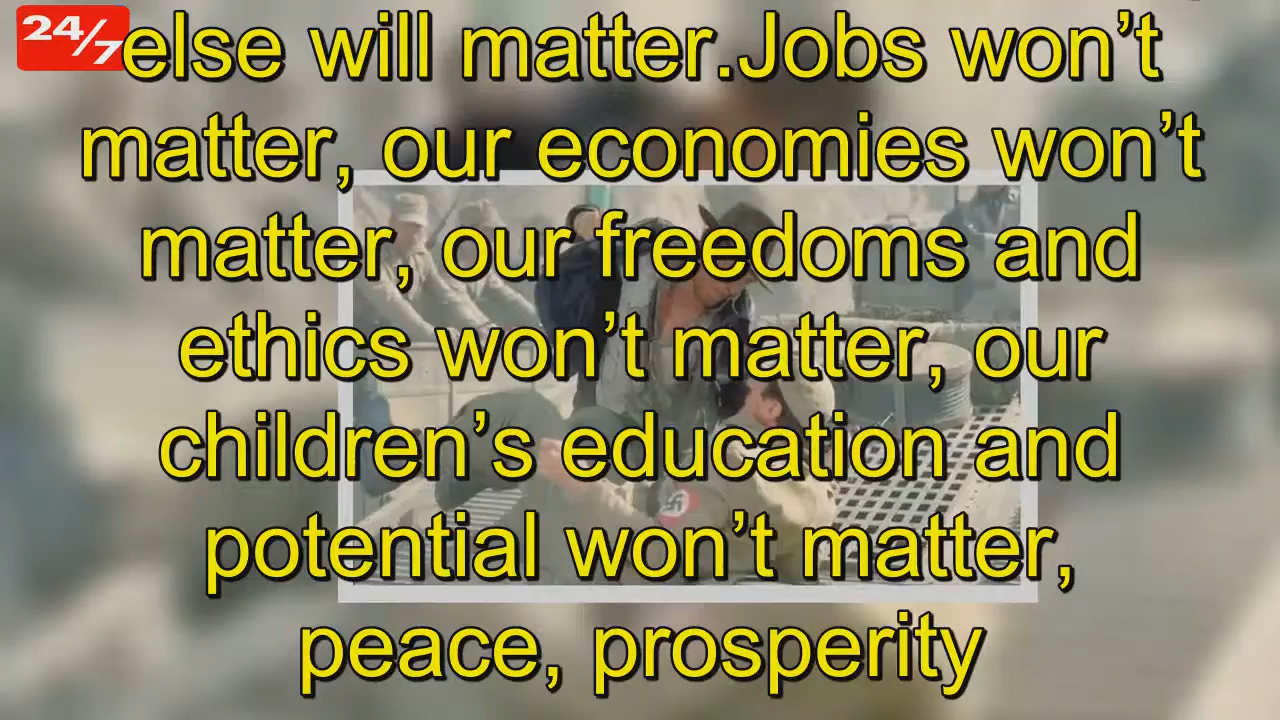 24/7
else will matter.Jobs won’t
matter, our economies won’t
matter, our freedoms and
ethics won’t matter, our
children’s education and
potential won’t matter,
peace, prosperity